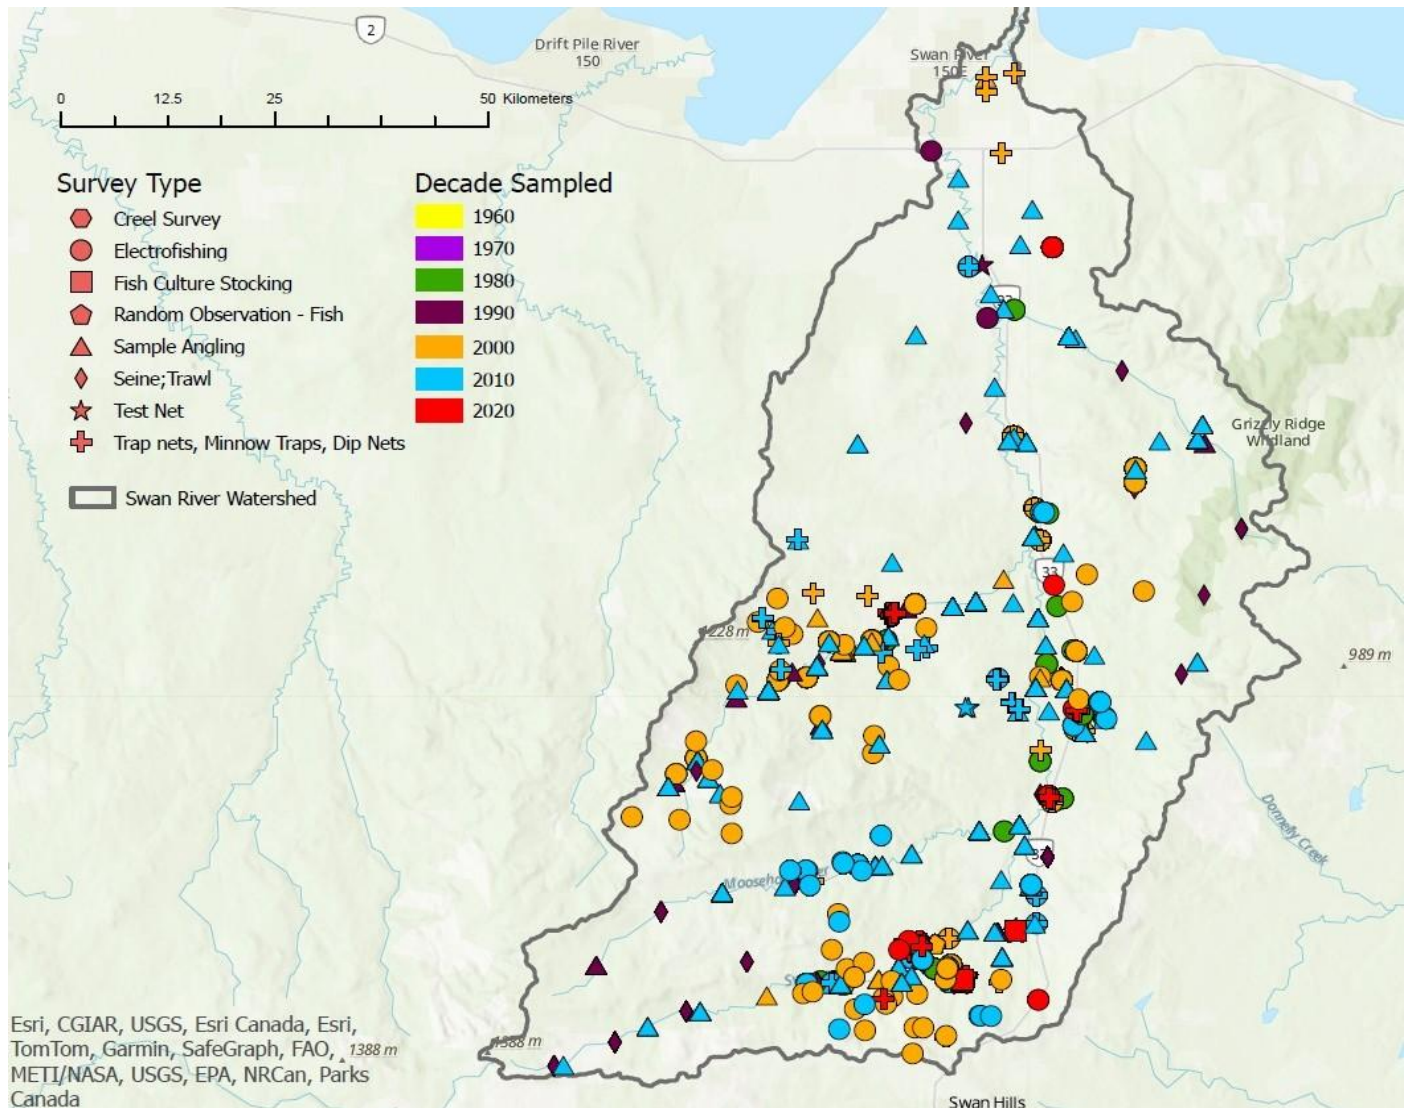 2
Drift Pile River
150
Swan River
150E
0 12.5 25 50 Kilometers
Survey Type
Creel Survey
Electrofishing
Fish Culture Stocking
Random Observation - Fish
Sample Angling
Seine;Trawl
Test Net
Trap nets, Minnow Traps, Dip Nets
Swan River Watershed
Decade Sampled
1960
1970
1980
1990
2000
2010
2020
Grizzly Ridge
Wildland
33
1228 m
989 m
Donnelly Creek
1388 m
1388 m
Swan Hills
Esri, CGIAR, USGS, Esri Canada, Esri,
TomTom, Garmin, SafeGraph, FAO,
METI/NASA, USGS, EPA, NRCan, Parks
Canada